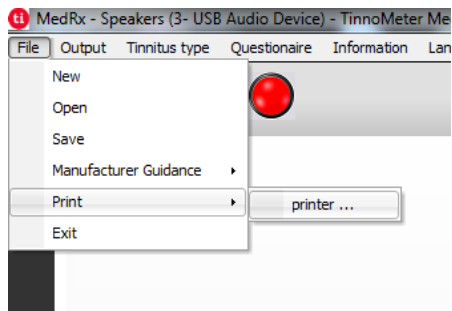 ti MedRx - Speakers (3- USB Audio Device) - TinnoMeter Me
File Output Tinnitus type Questionaire Information Lan
New
Open
Save
Manufacturer Guidance
Print
printer ...
Exit